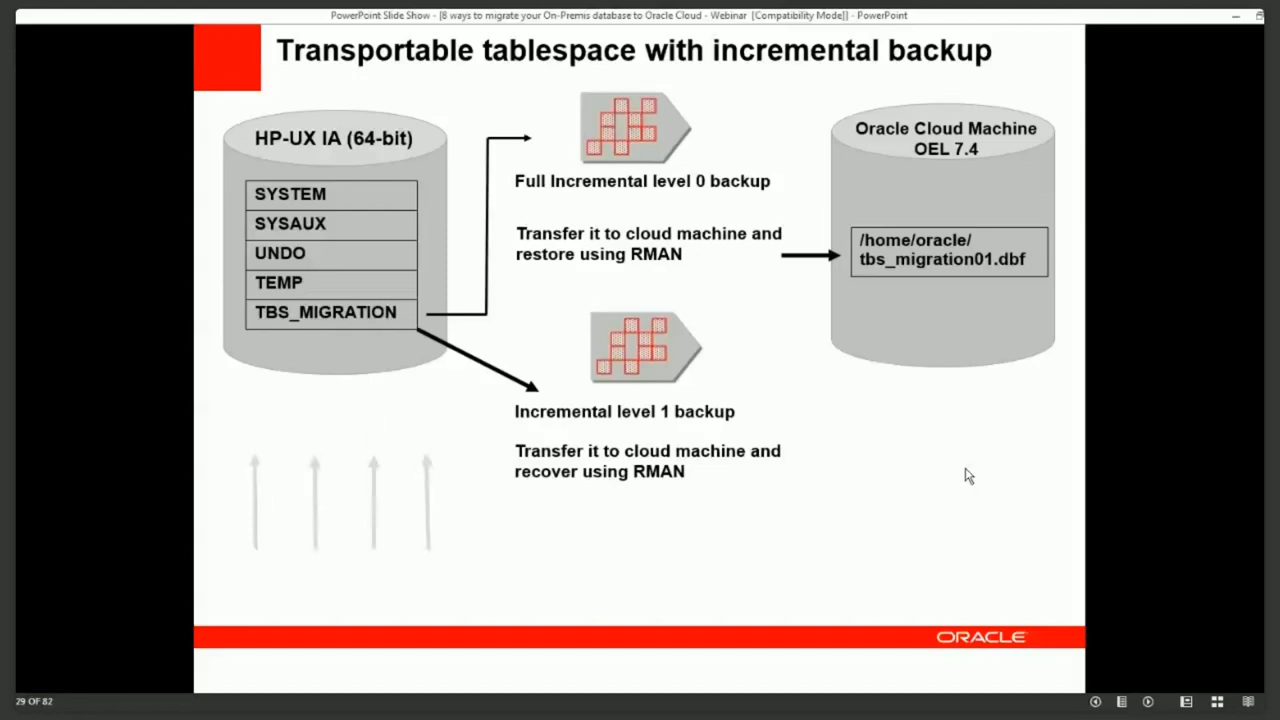 PowerPoint Slide Show - [8 ways to migrate your On-Premis database to Oracle Cloud - Webinar [Compatibility Mode]] - PowerPoint
Transportable tablespace with incremental backup
HP-UX IA (64-bit)
SYSTEM
SYSAUX
UNDO
TEMP
TBS_MIGRATION
Full Incremental level 0 backup
Transfer it to cloud machine and
restore using RMAN
Incremental level 1 backup
Transfer it to cloud machine and
recover using RMAN
Oracle Cloud Machine
OEL 7.4
/home/oracle/
tbs_migration01.dbf
ORACLE
29 OF 82